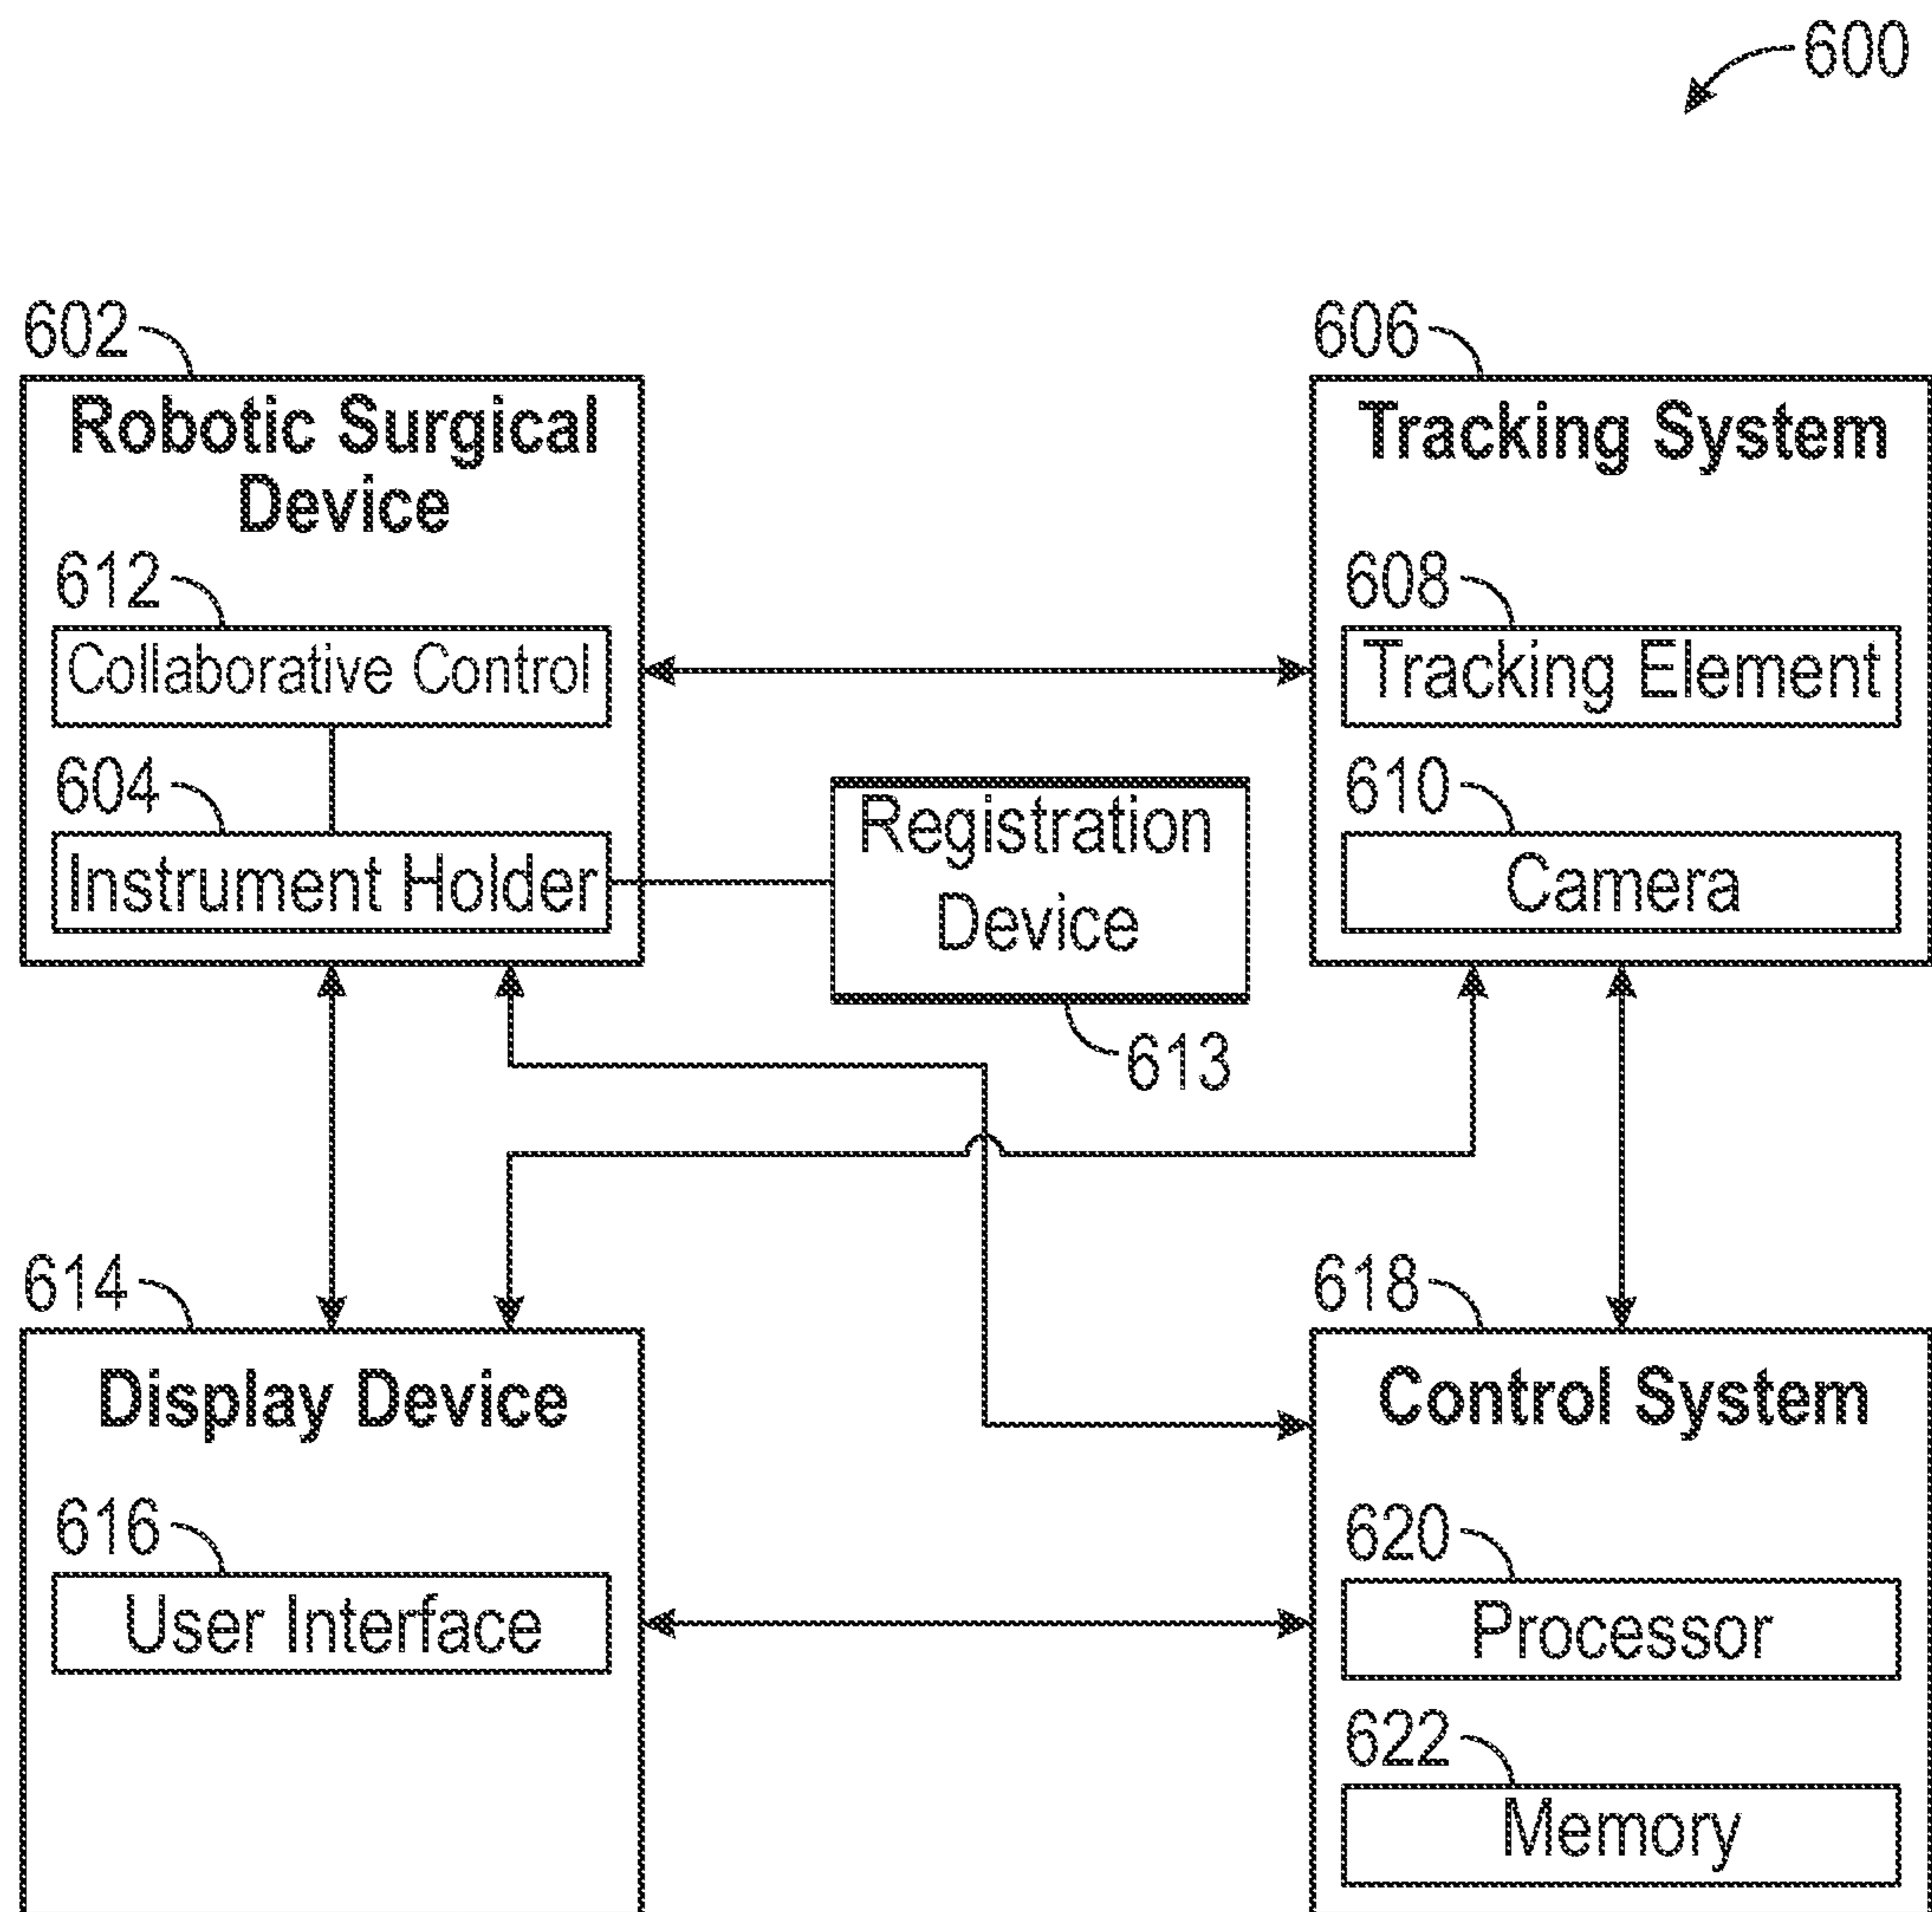 600
602
Robotic Surgical
Device
612
Collaborative Control
604
Instrument Holder
Registration
Device
613
606
Tracking System
608
Tracking Element
610
Camera
614
Display Device
616
User Interface
618
Control System
620
Processor
622
Memory